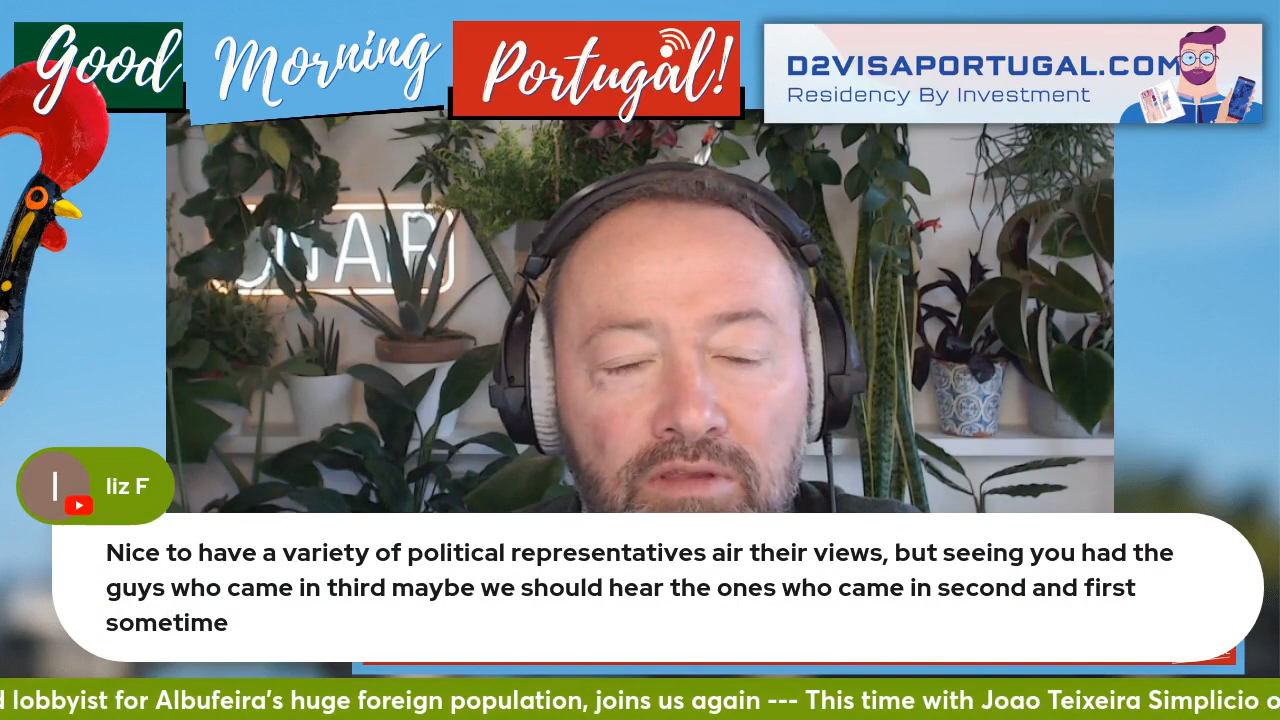 Good Morning Portugal!
D2VISAPORTUGAL.COM
Residency By Investment
ON AIR
liz F
Nice to have a variety of political representatives air their views, but seeing you had the
guys who came in third maybe we should hear the ones who came in second and first
sometime
lobbyist for Albufeira's huge foreign population, joins us again --- This time with Joao Teixeira Simplicio